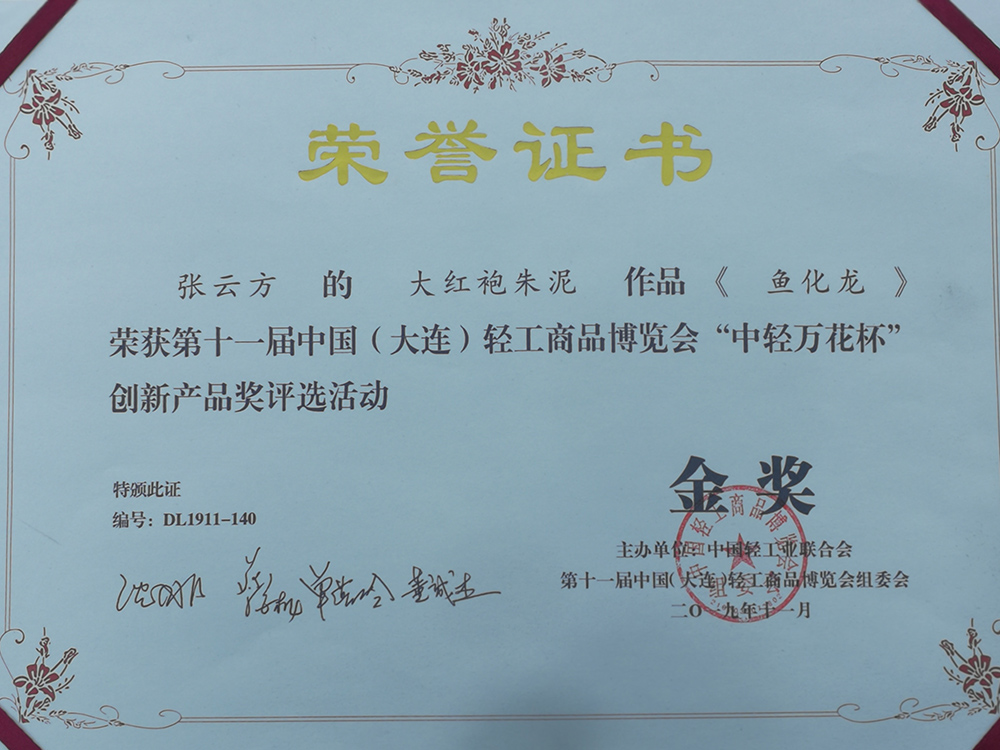 荣誉证书
张云方 的 大红袍朱泥 作品《 鱼化龙 》
荣获第十一届中国（大连）轻工商品博览会“中轻万花杯”
创新产品奖评选活动
金奖
特颁此证
编号：DL1911-140
主办单位：中国轻工业联合会
第十一届中国（大连）轻工商品博览会组委会
二〇一九年十一月